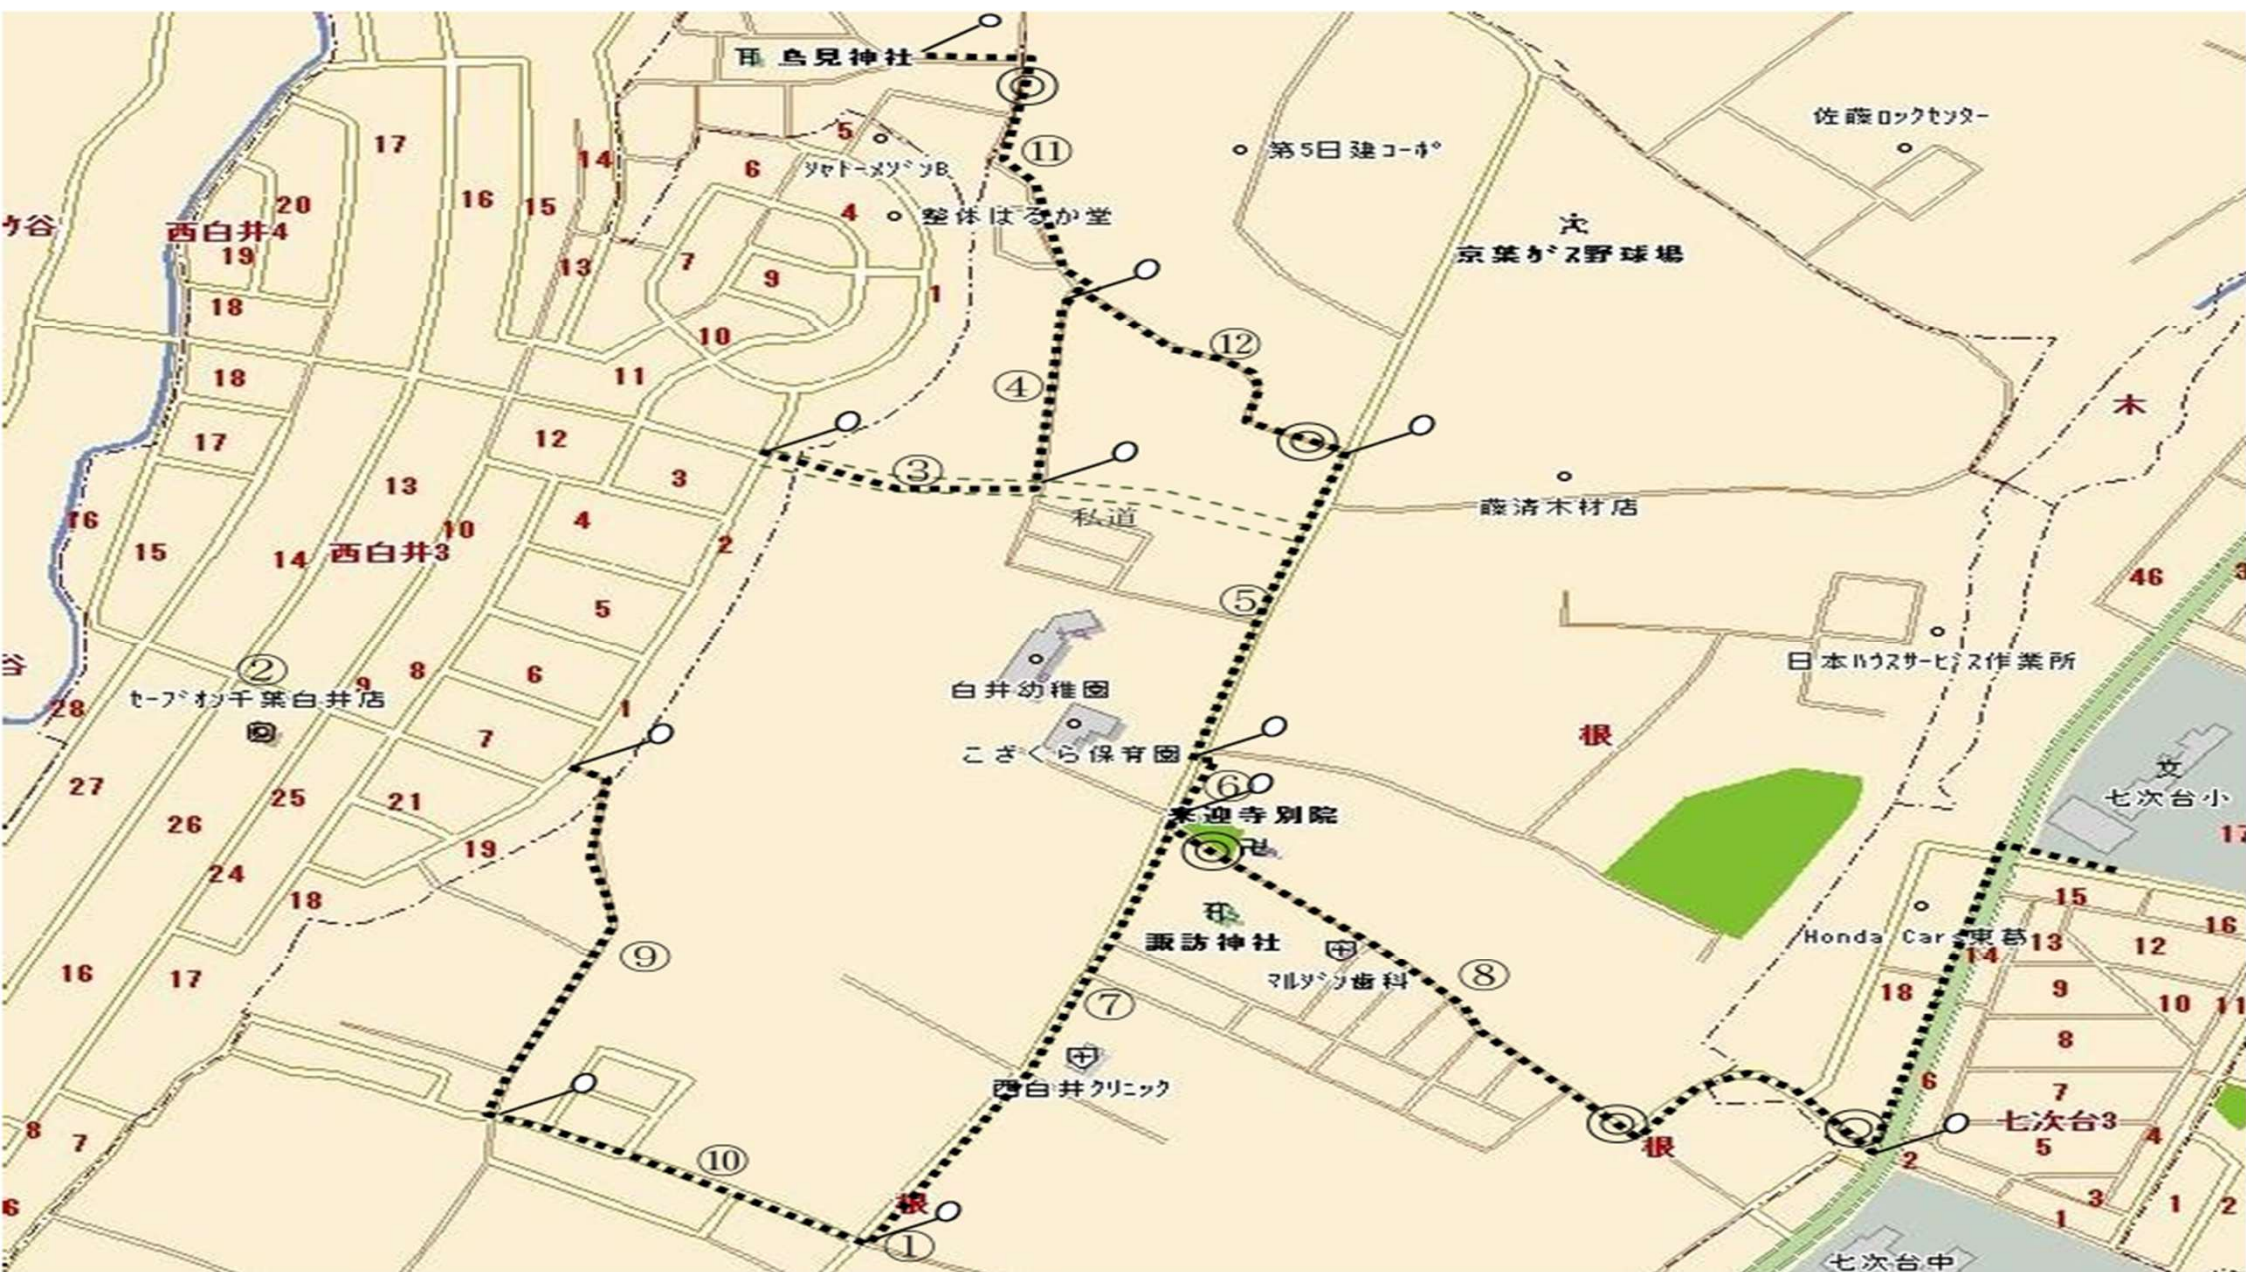 鳥見神社
佐藤ロックセンター
17
5
⑪
第5日建コーポ
14
6
シャトーメゾンB
20
16
15
西白井4
4
整体はるか堂
京葉ガス野球場
19
13
7
9
1
18
10
⑫
18
11
④
木
17
12
3
③
13
藤清木材店
16
4
10
私道
15
14
西白井3
2
46
5
⑤
②
8
6
日本ハウスサービス作業所
セーブオン千葉白井店
9
白井幼稚園
28
1
根
7
こざくら保育園
27
25
21
⑥
来迎寺別院
七次台小
26
19
24
18
諏訪神社
15
16
Honda Cars東葛
13
12
14
⑨
マルヤマ歯科
⑧
16
17
18
9
10
11
⑦
8
西白井クリニック
6
7
七次台3
8
7
根
5
4
⑩
2
根
3
1
1
2
①
七次台中